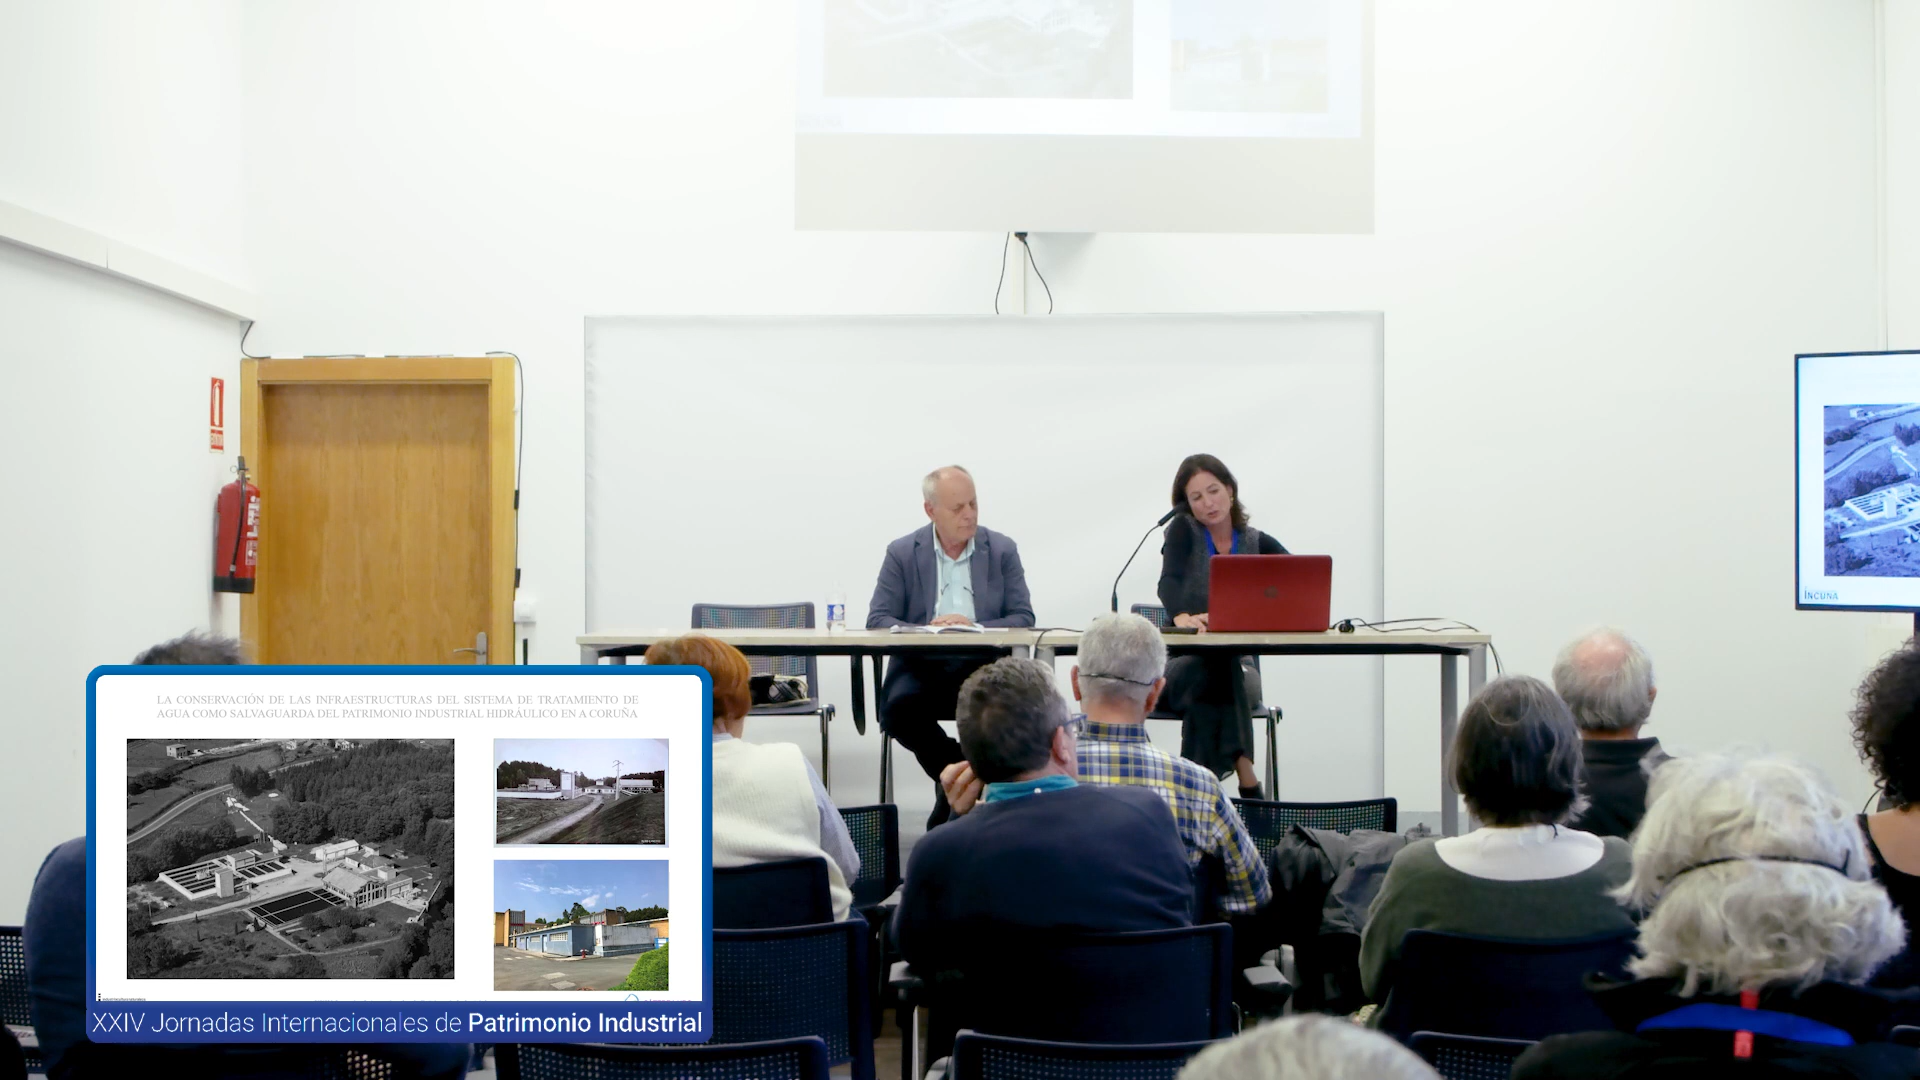 INCUNA
LA CONSERVACIÓN DE LAS INFRAESTRUCTURAS DEL SISTEMA DE TRATAMIENTO DE
AGUA COMO SALVAGUARDA DEL PATRIMONIO INDUSTRIAL HIDRÁULICO EN A CORUÑA
XXIV Jornadas Internacionales de Patrimonio Industrial